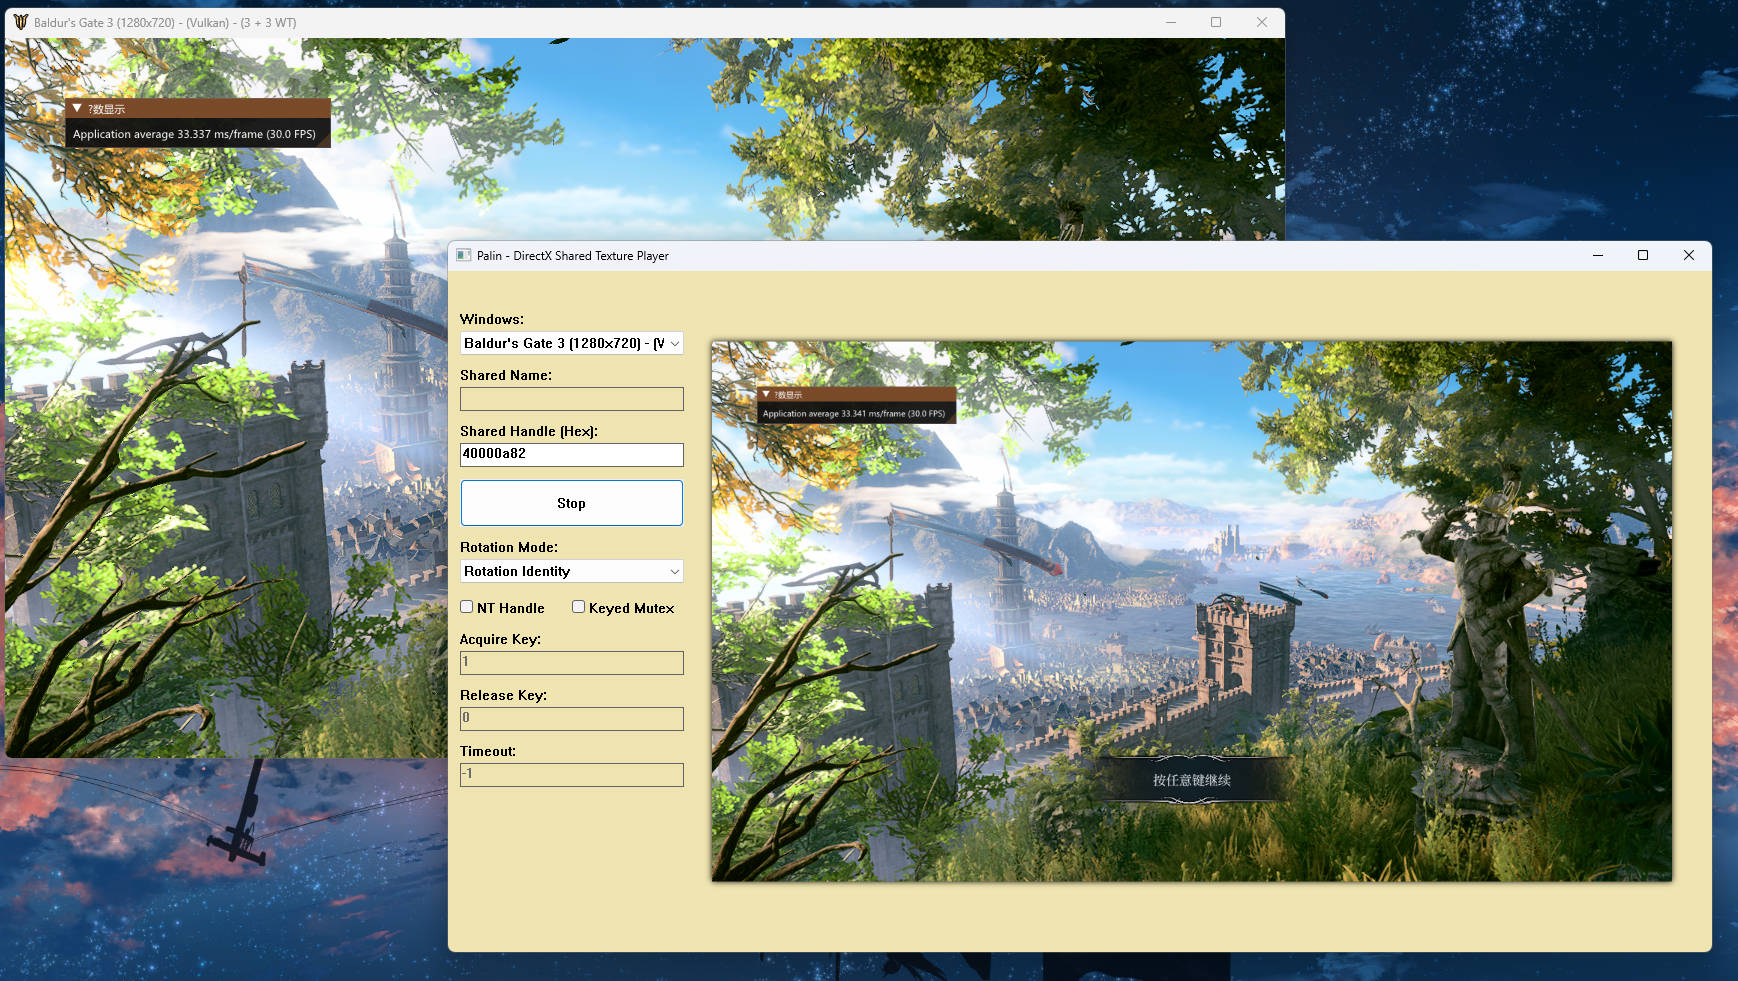 Baldur's Gate 3 (1280x720) - (Vulkan) - (3 + 3 WT)
?数显示
Application average 33.337 ms/frame (30.0 FPS)
Palin - DirectX Shared Texture Player
Windows:
Baldur's Gate 3 (1280x720) - (V
Shared Name:
Shared Handle (Hex):
40000a82
Stop
Rotation Mode:
Rotation Identity
NT Handle
Keyed Mutex
Acquire Key:
1
Release Key:
0
Timeout:
-1
?数显示
Application average 33.341 ms/frame (30.0 FPS)
按任意键继续